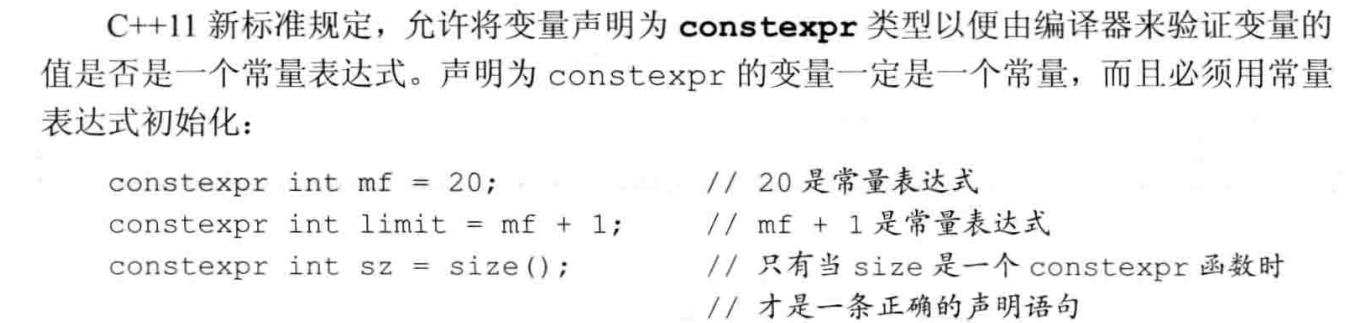 C++11 新标准规定，允许将变量声明为 constexpr 类型以便由编译器来验证变量的
值是否是一个常量表达式。声明为 constexpr 的变量一定是一个常量，而且必须用常量
表达式初始化：
constexpr int mf = 20; // 20 是常量表达式
constexpr int limit = mf + 1; // mf + 1 是常量表达式
constexpr int sz = size(); // 只有当 size 是一个 constexpr 函数时
// 才是一条正确的声明语句